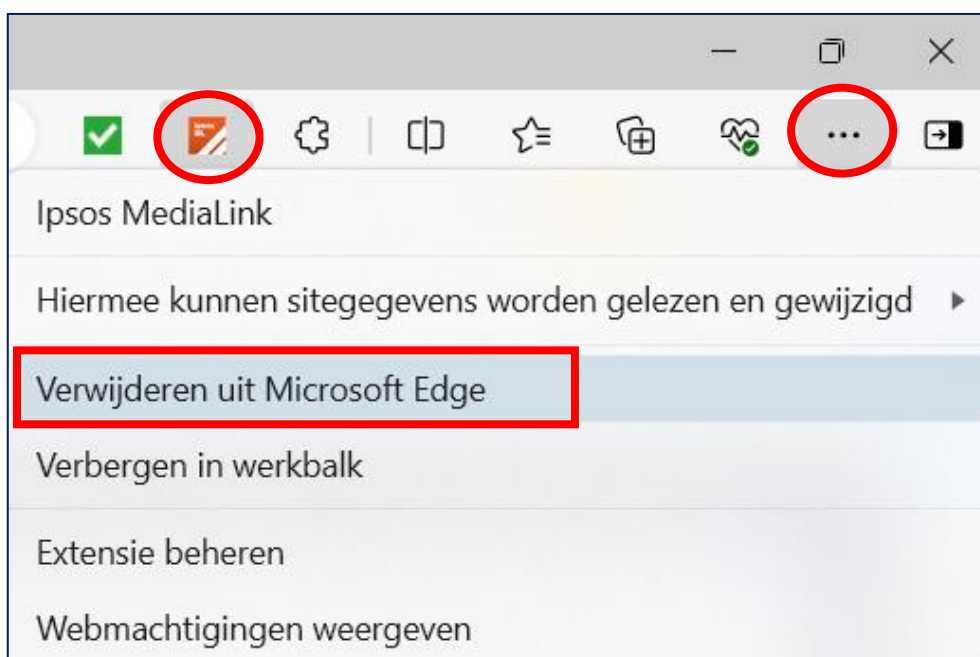 Ipsos MediaLink
Hiermee kunnen sitegegevens worden gelezen en gewijzigd
Verwijderen uit Microsoft Edge
Verbergen in werkbalk
Extensie beheren
Webmachtigingen weergeven